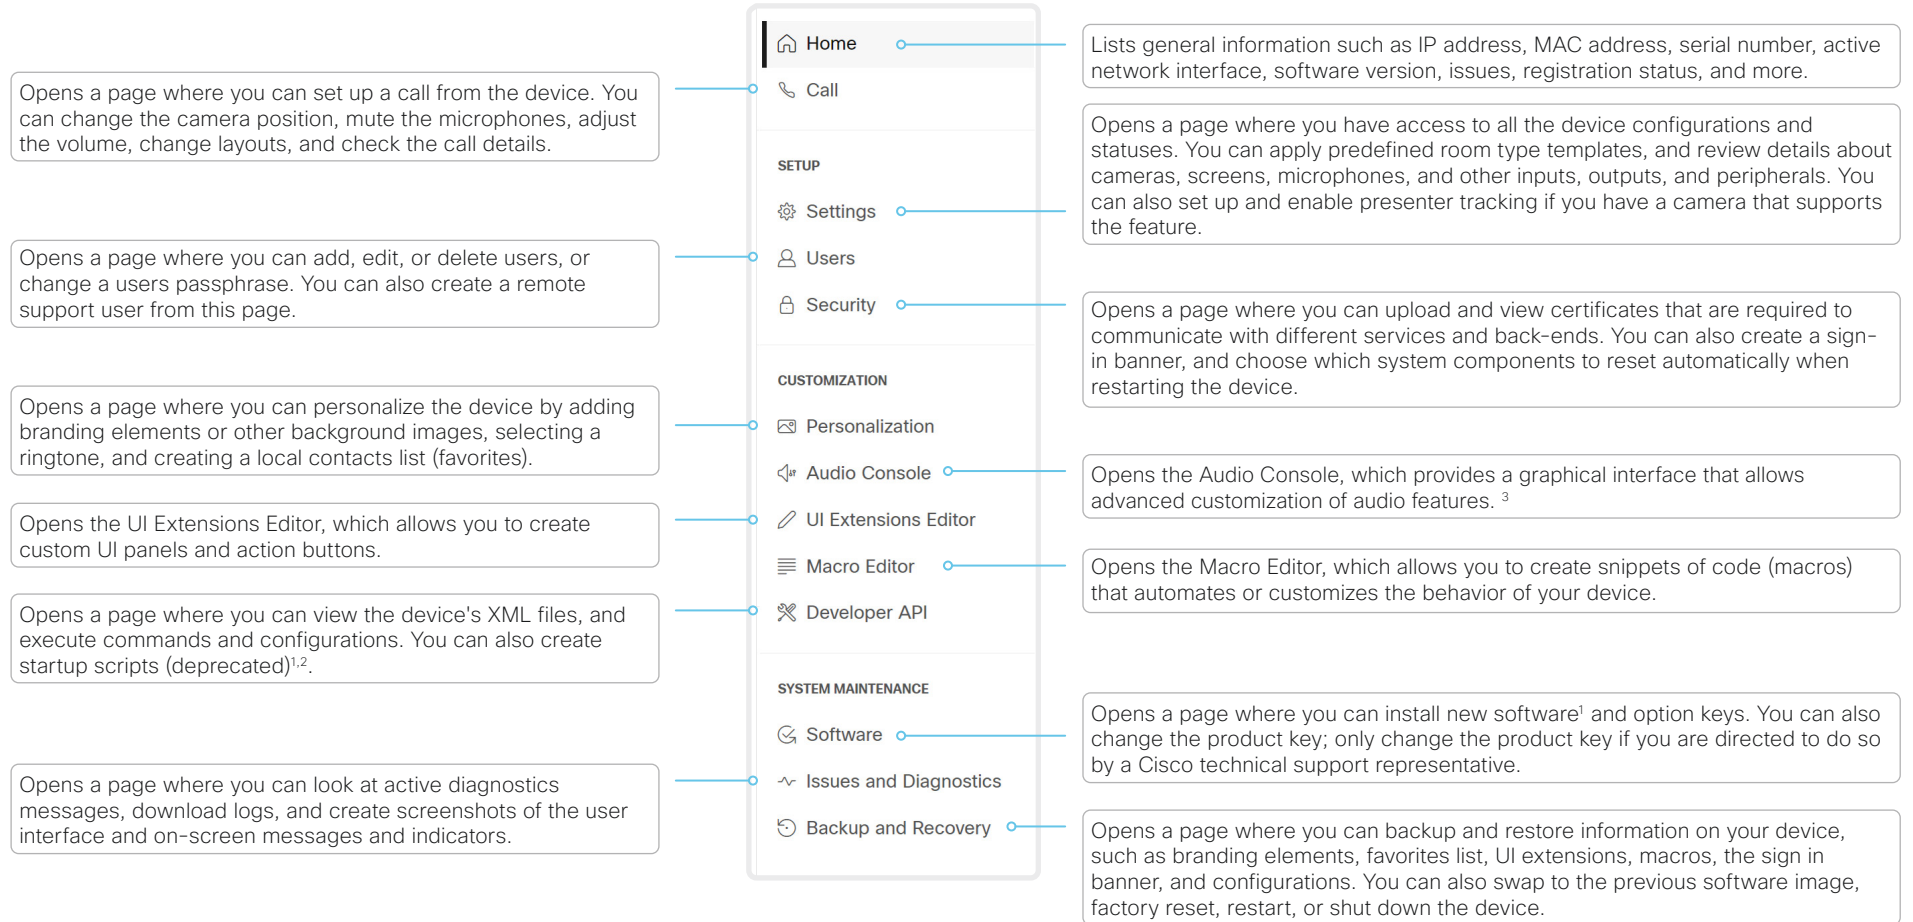 Home
Lists general information such as IP address, MAC address, serial number, active
network interface, software version, issues, registration status, and more.
Opens a page where you can set up a call from the device. You
can change the camera position, mute the microphones, adjust
the volume, change layouts, and check the call details.
Call
Opens a page where you have access to all the device configurations and
statuses. You can apply predefined room type templates, and review details about
cameras, screens, microphones, and other inputs, outputs, and peripherals. You
can also set up and enable presenter tracking if you have a camera that supports
the feature.
SETUP
Settings
Opens a page where you can add, edit, or delete users, or
change a users passphrase. You can also create a remote
support user from this page.
Users
Security
Opens a page where you can upload and view certificates that are required to
communicate with different services and back-ends. You can also create a sign-
in banner, and choose which system components to reset automatically when
restarting the device.
CUSTOMIZATION
Opens a page where you can personalize the device by adding
branding elements or other background images, selecting a
ringtone, and creating a local contacts list (favorites).
Personalization
Audio Console
Opens the Audio Console, which provides a graphical interface that allows
advanced customization of audio features. 3
Opens the UI Extensions Editor, which allows you to create
custom UI panels and action buttons.
UI Extensions Editor
Macro Editor
Opens the Macro Editor, which allows you to create snippets of code (macros)
that automates or customizes the behavior of your device.
Opens a page where you can view the device's XML files, and
execute commands and configurations. You can also create
startup scripts (deprecated)1,2.
Developer API
SYSTEM MAINTENANCE
Software
Opens a page where you can install new software1 and option keys. You can also
change the product key; only change the product key if you are directed to do so
by a Cisco technical support representative.
Opens a page where you can look at active diagnostics
messages, download logs, and create screenshots of the user
interface and on-screen messages and indicators.
Issues and Diagnostics
Backup and Recovery
Opens a page where you can backup and restore information on your device,
such as branding elements, favorites list, UI extensions, macros, the sign in
banner, and configurations. You can also swap to the previous software image,
factory reset, restart, or shut down the device.